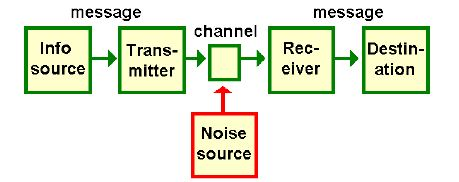 message
message
channel
Info
source
Trans-
mitter
Rec-
eiver
Destin-
ation
Noise
source